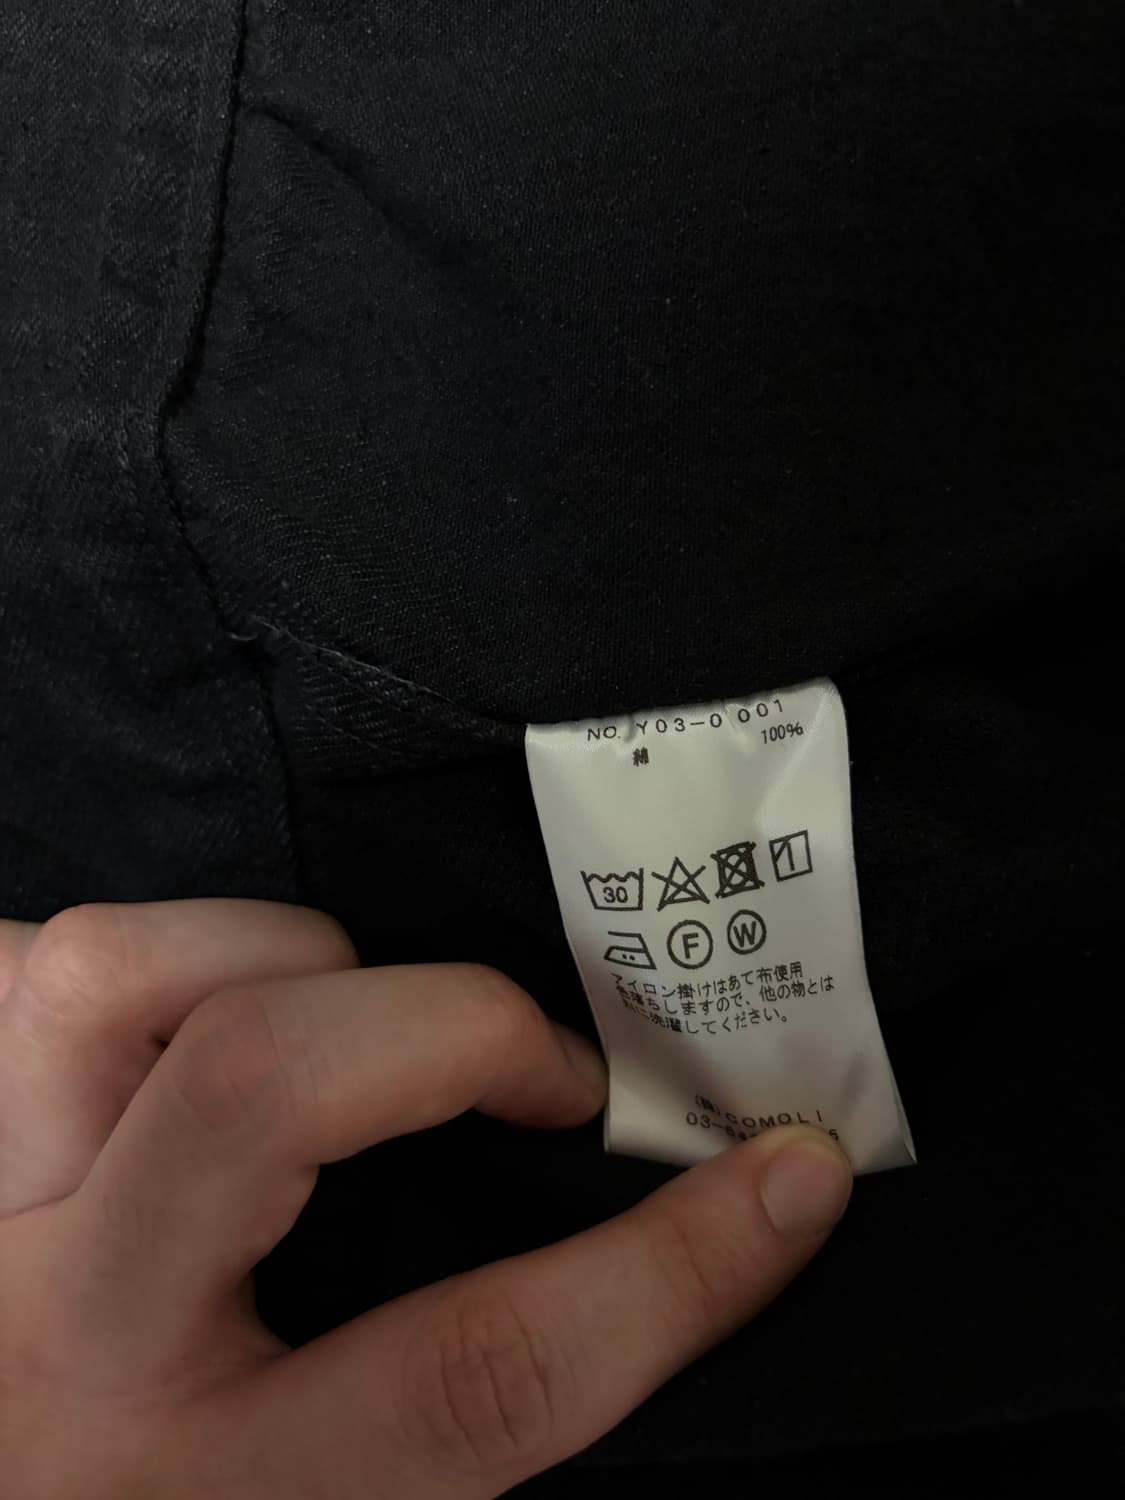 NO. Y03-0 001
綿 100%
30
F W
アイロン掛けはあて布使用
色落ちしますので、他の物とは
別に洗濯してください。
(株)COMOLI
03-